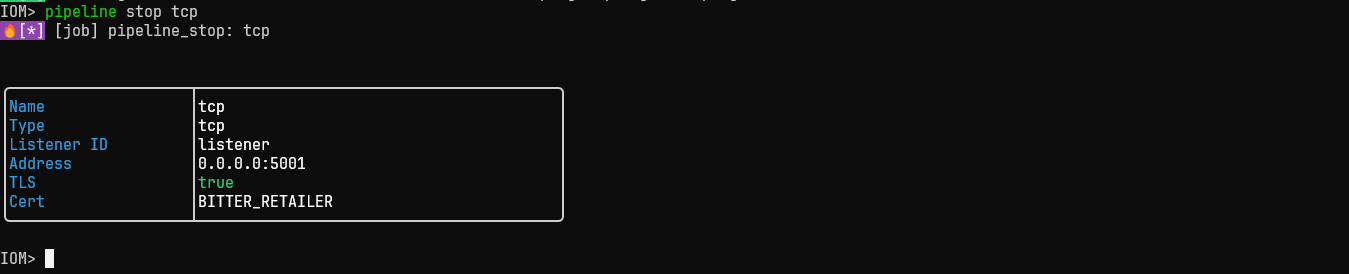 IOM> pipeline stop tcp
🔥[*] [job] pipeline_stop: tcp
Name tcp
Type tcp
Listener ID listener
Address 0.0.0.0:5001
TLS true
Cert BITTER_RETAILER
IOM>